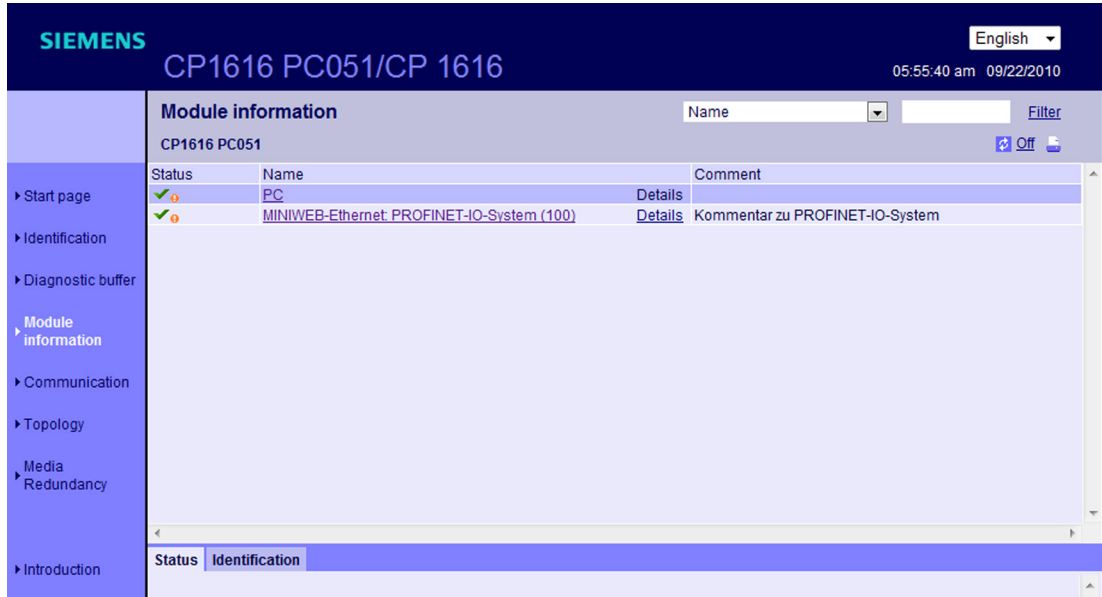 SIEMENS
English
CP1616 PC051/CP 1616
05:55:40 am 09/22/2010
Module information
Name
Filter
CP1616 PC051
Off
Status Name Comment
PC Details
MINIWEB-Ethernet: PROFINET-IO-System (100) Details Kommentar zu PROFINET-IO-System
Start page
Identification
Diagnostic buffer
Module
information
Communication
Topology
Media
Redundancy
Introduction
Status Identification